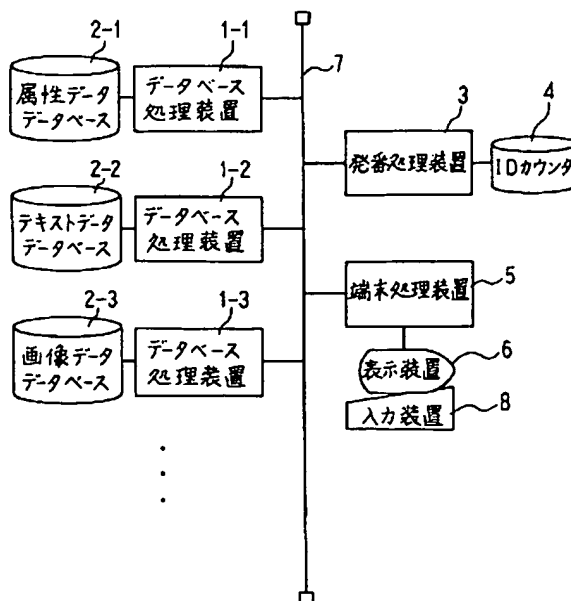 2-1
1-1
属性データ
データベース
データベース
処理装置
7
3
4
発番処理装置
IDカウンタ
2-2
1-2
テキストデータ
データベース
データベース
処理装置
5
端末処理装置
2-3
1-3
画像データ
データベース
データベース
処理装置
6
表示装置
8
入力装置